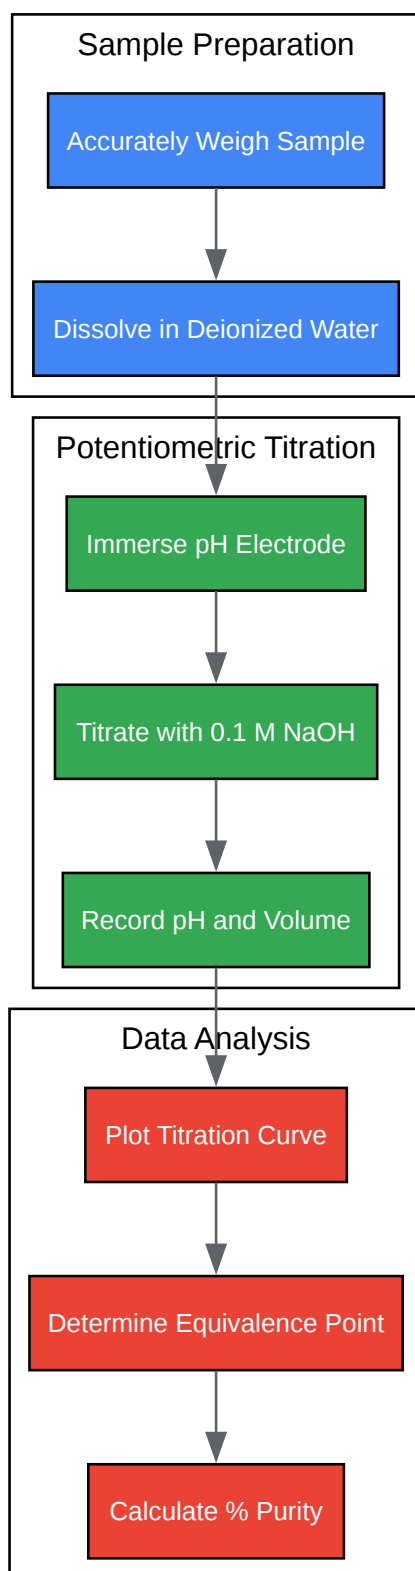 Sample Preparation
Accurately Weigh Sample
Dissolve in Deionized Water
Potentiometric Titration
Immerse pH Electrode
Titrate with 0.1 M NaOH
Record pH and Volume
Data Analysis
Plot Titration Curve
Determine Equivalence Point
Calculate % Purity